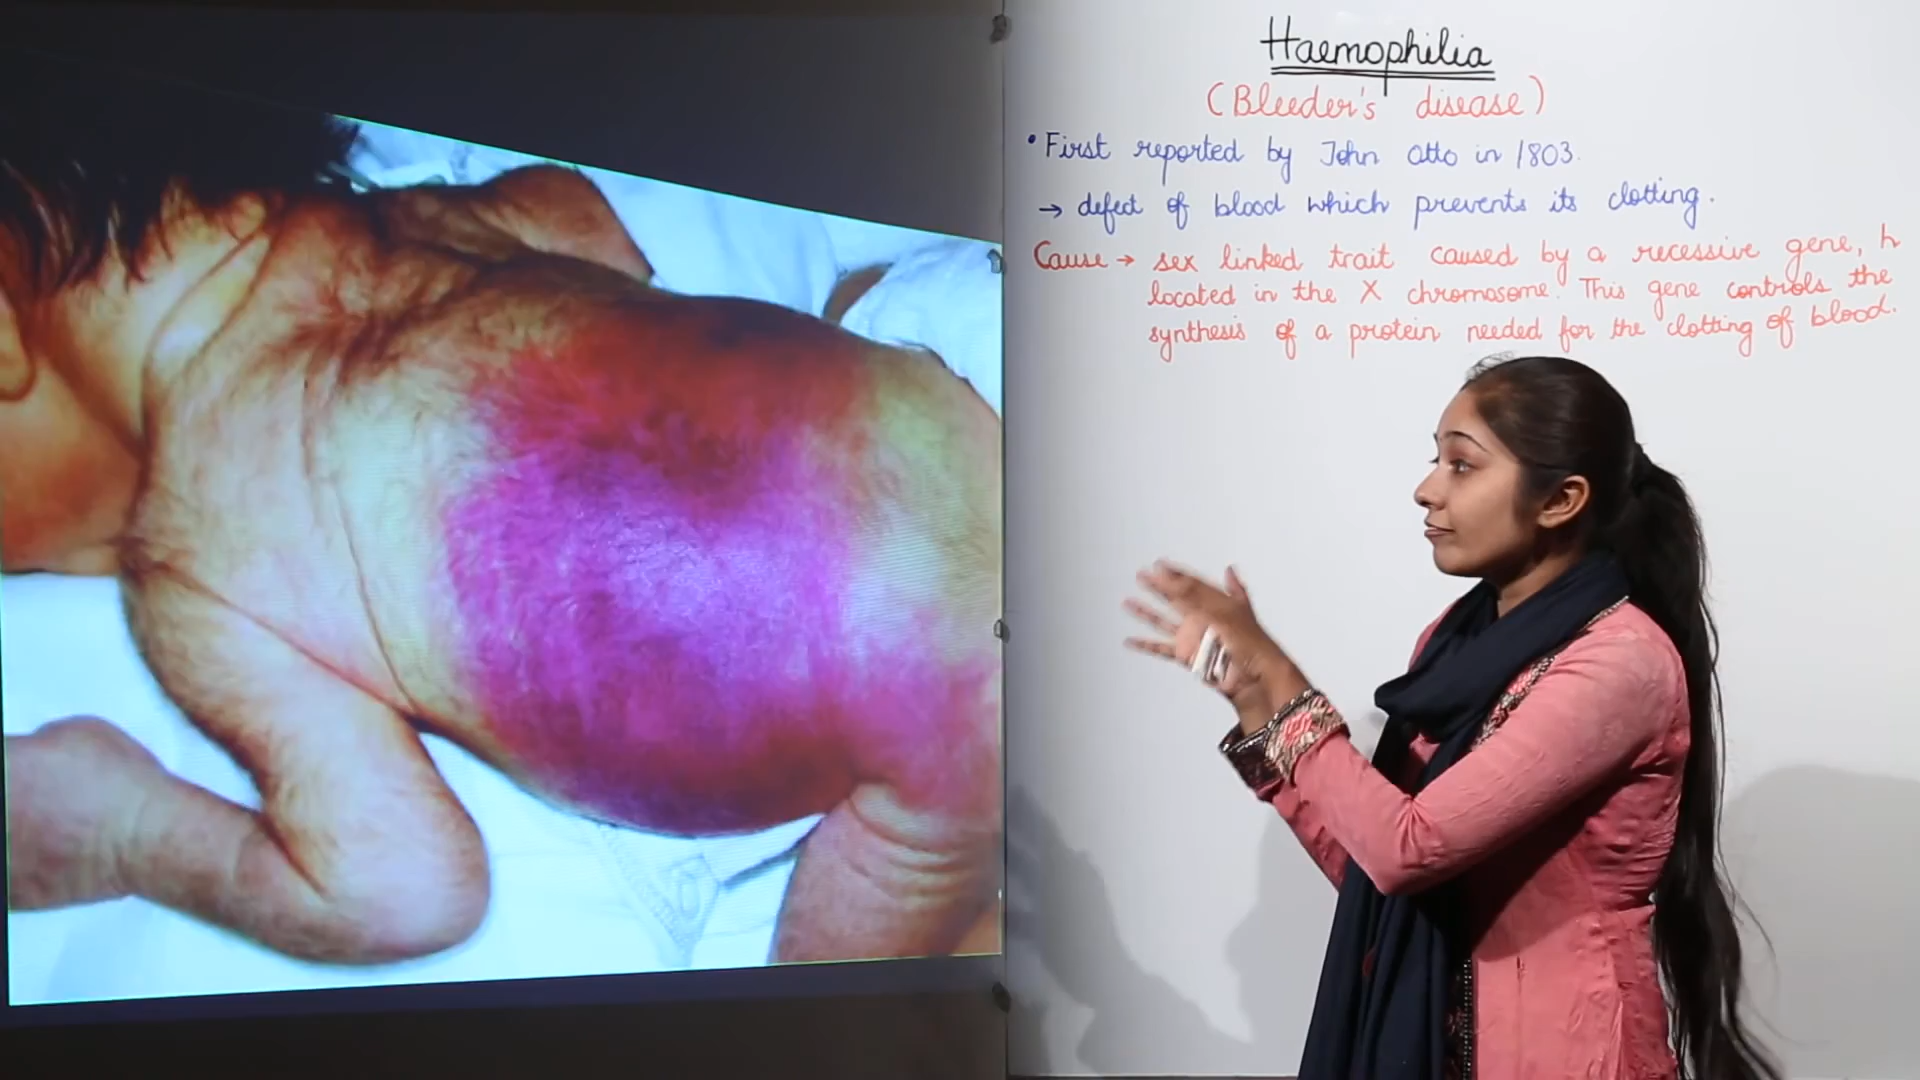 Haemophilia
(Bleeder's disease)
• First reported by John Otto in 1803.
→ defect of blood which prevents its clotting.
Cause → sex linked trait caused by a recessive gene, h
located in the X chromosome. This gene controls the
synthesis of a protein needed for the clotting of blood.